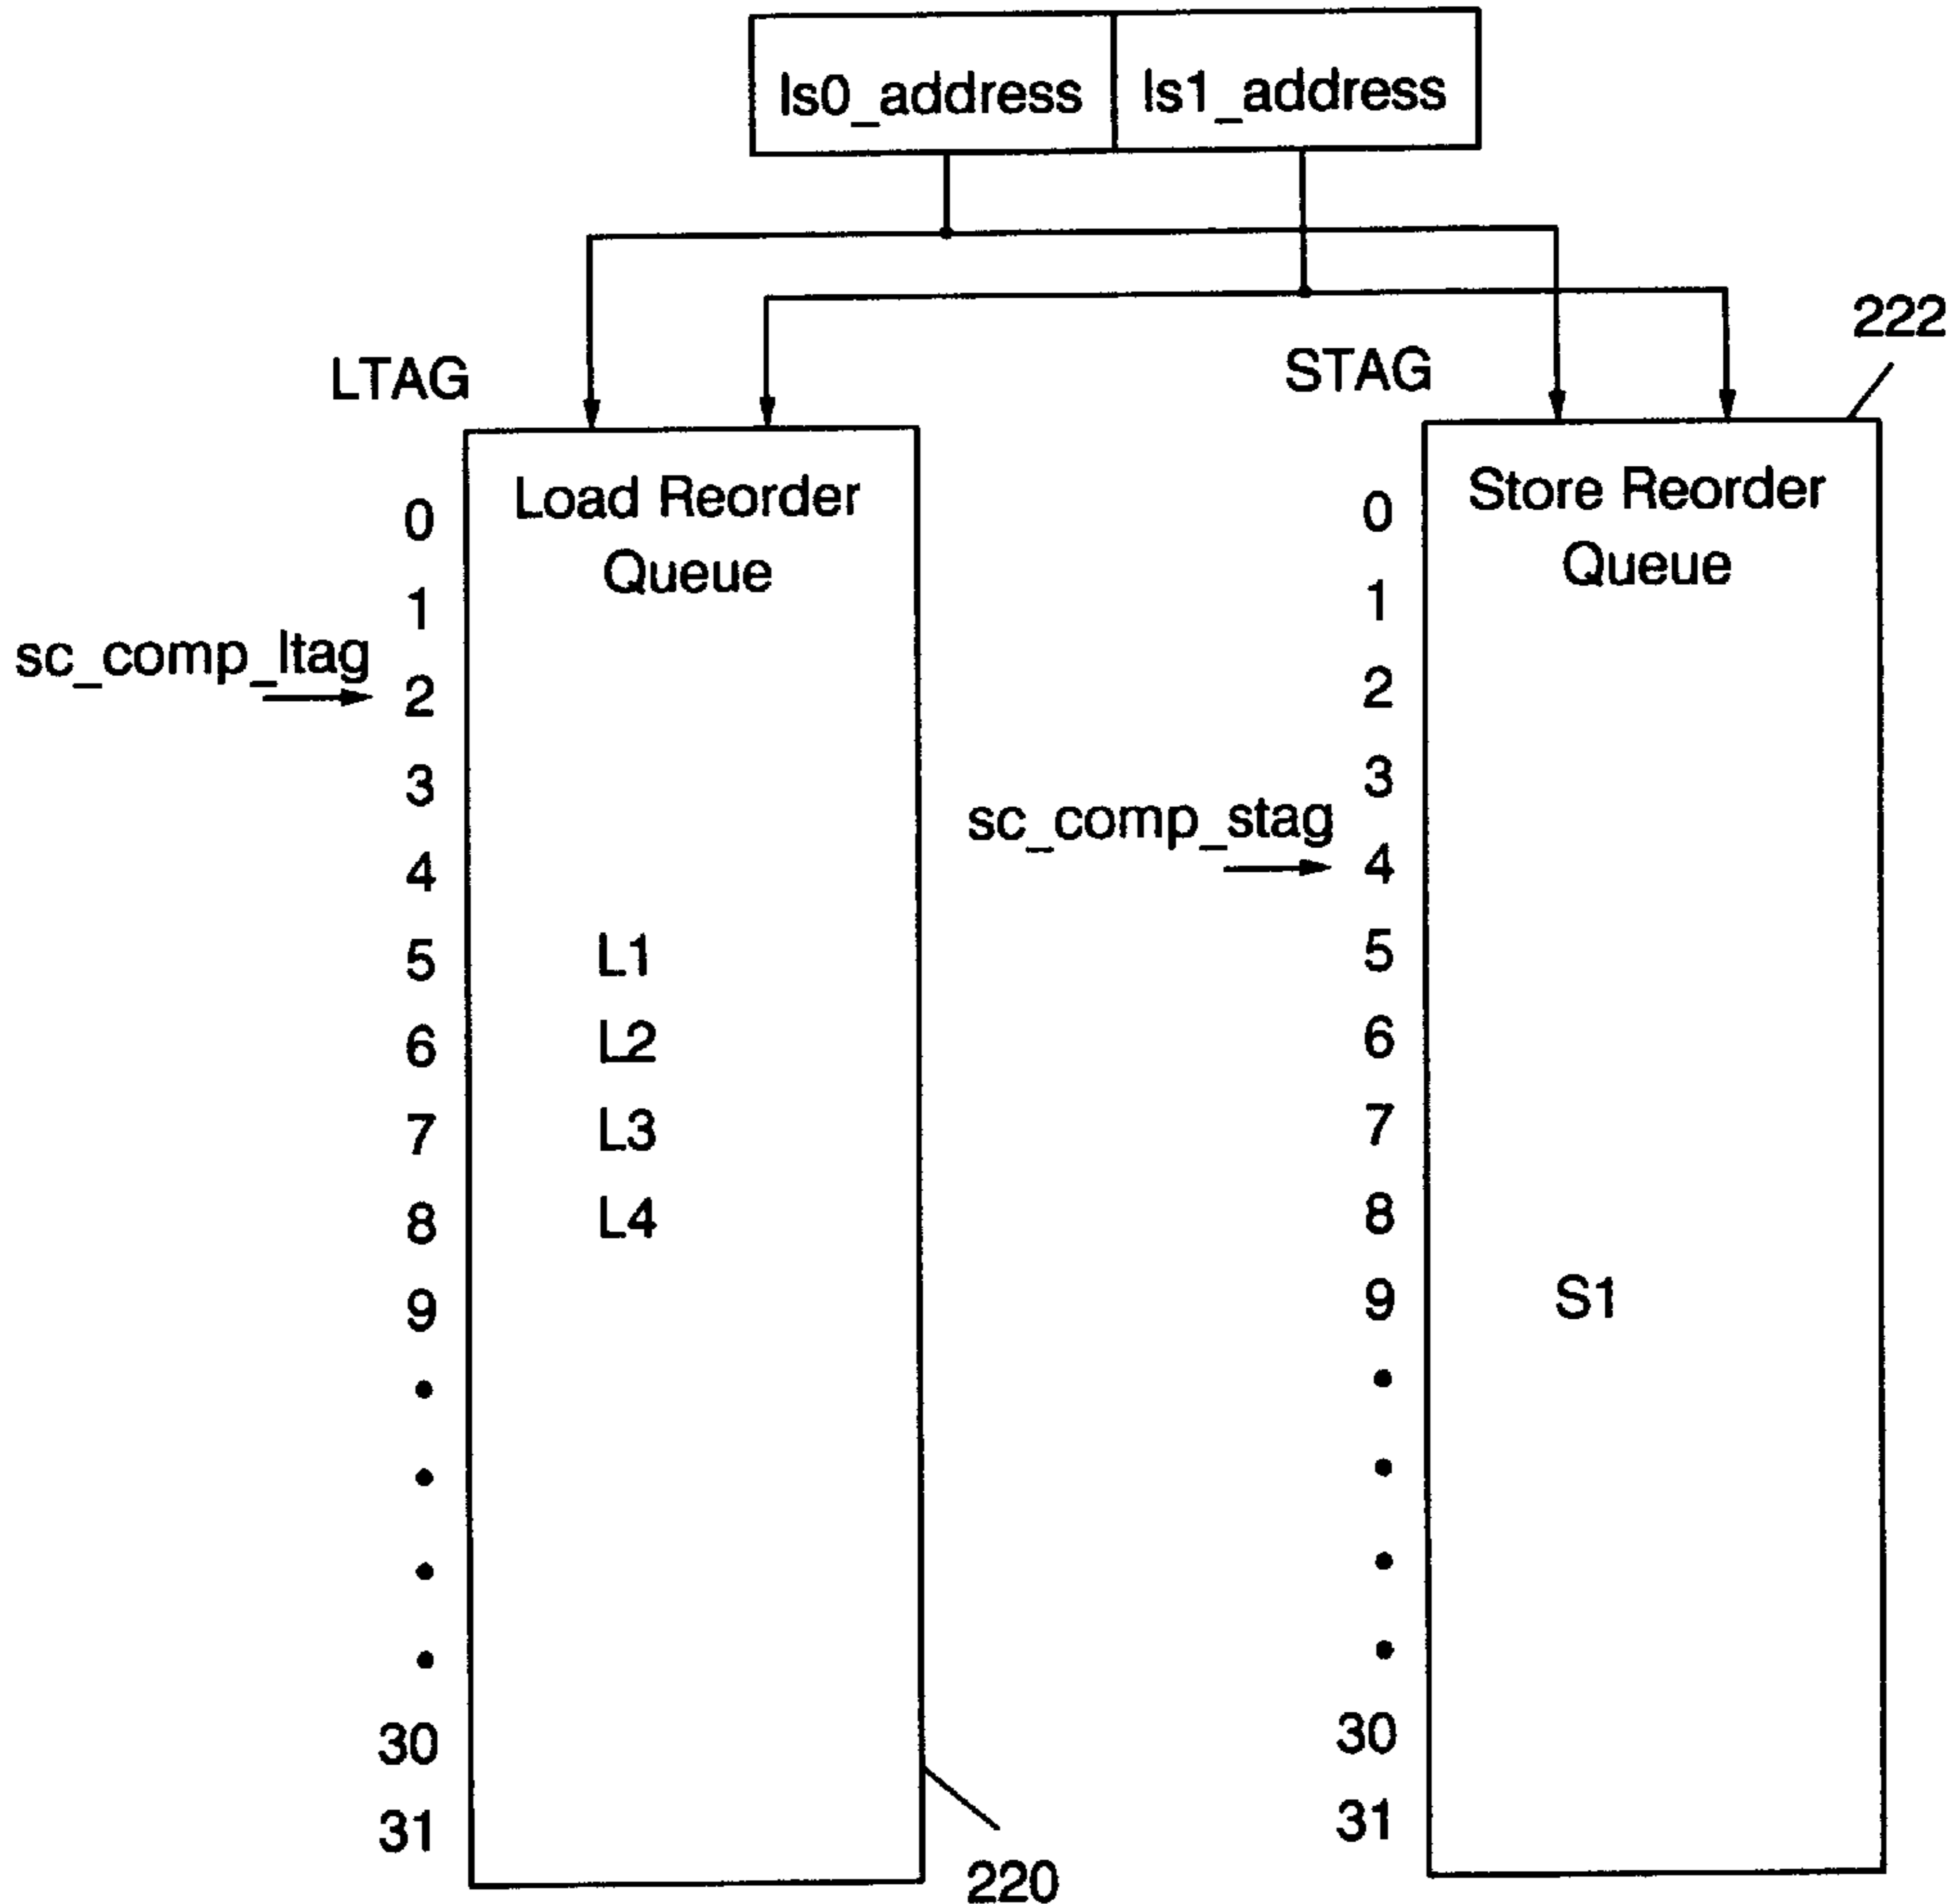 ls0_address ls1_address
222
LTAG
STAG
Load Reorder
Queue
Store Reorder
Queue
sc_comp_ltag
sc_comp_stag
0
1
2
3
4
5 L1
6 L2
7 L3
8 L4
9
30
31
0
1
2
3
4
5
6
7
8
9 S1
30
31
220